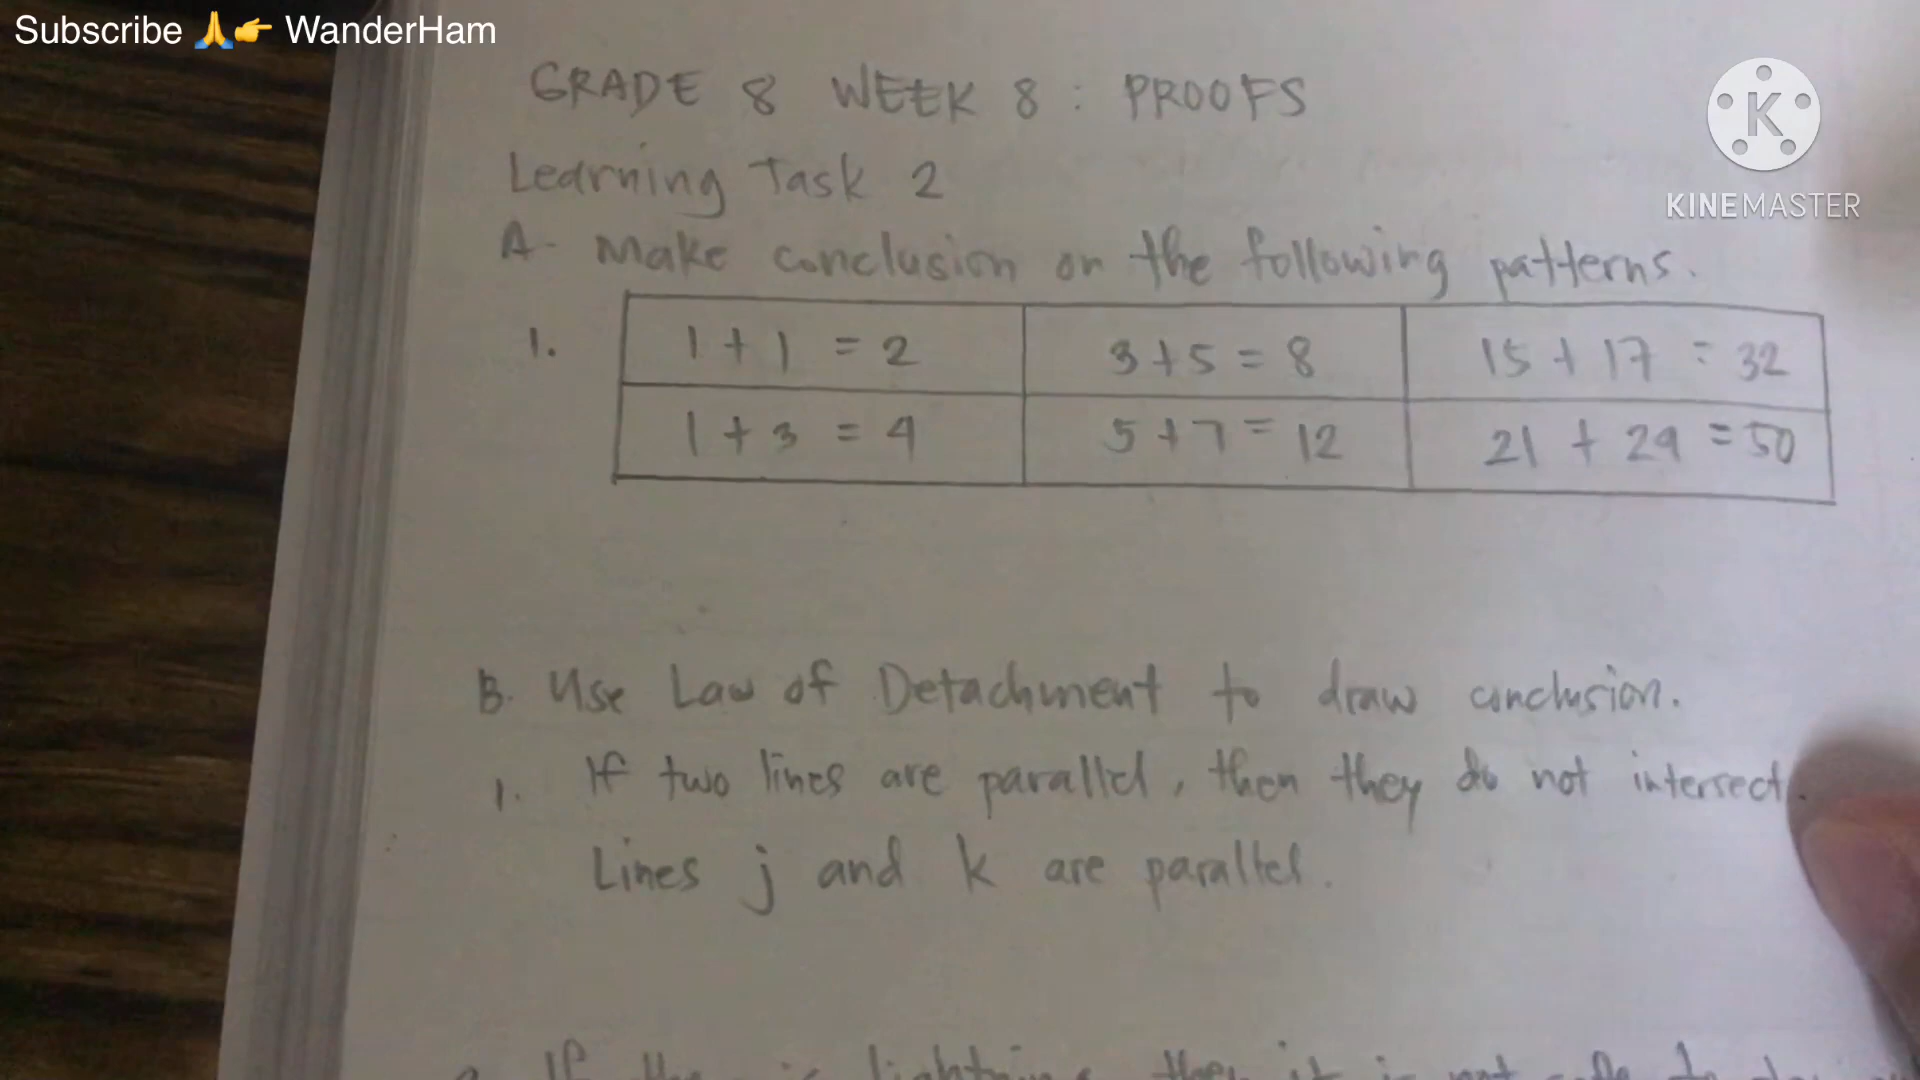 Subscribe 🙏👉 WanderHam
GRADE 8 WEEK 8 : PROOFS
KINEMASTER
Learning Task 2
A. Make conclusion on the following patterns.
1. 1 + 1 = 2 3 + 5 = 8 15 + 17 = 32
1 + 3 = 4 5 + 7 = 12 21 + 29 = 50
B. Use Law of Detachment to draw conclusion.
1. If two lines are parallel, then they do not intersect.
Lines j and k are parallel.
If lightning